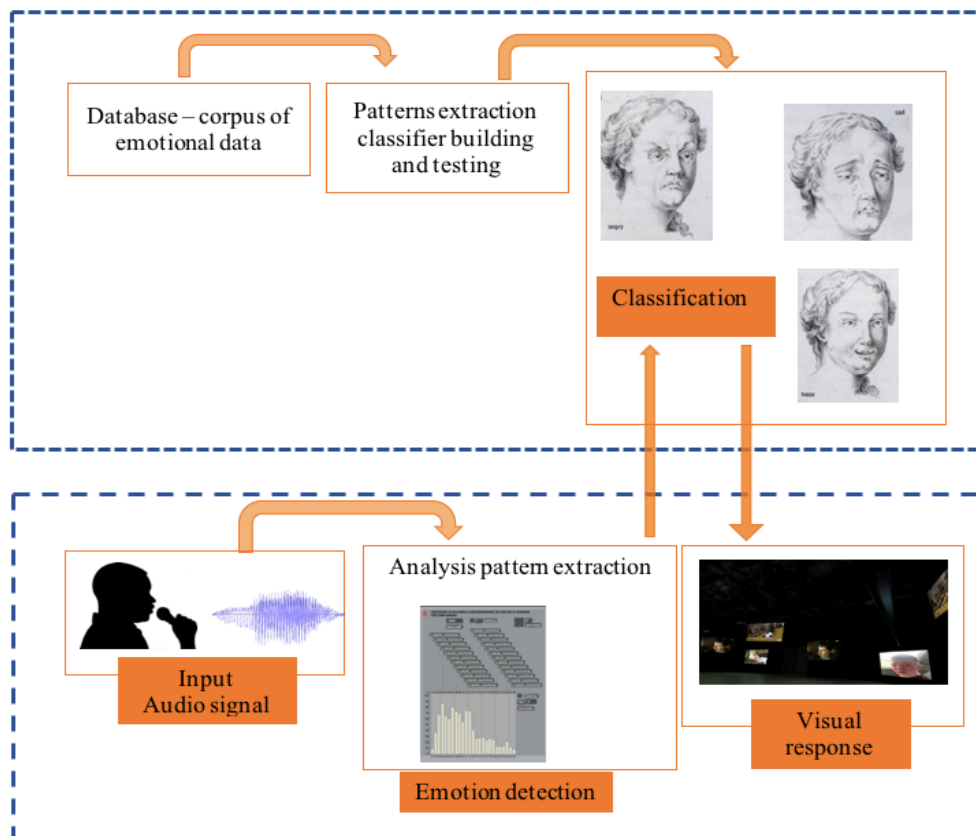 Database – corpus of
emotional data
Patterns extraction
classifier building
and testing
angry
sad
happy
Classification
Analysis pattern extraction
Input
Audio signal
Emotion detection
Visual
response